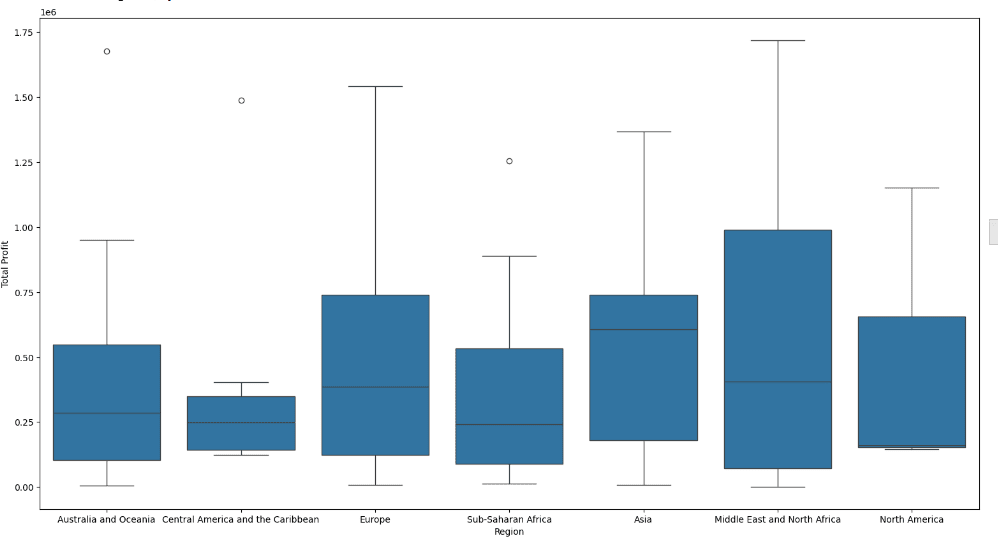 1e6
1.75
1.50
1.25
1.00
0.75
0.50
0.25
0.00
Total Profit
Australia and Oceania Central America and the Caribbean Europe Sub-Saharan Africa Asia Middle East and North Africa North America
Region